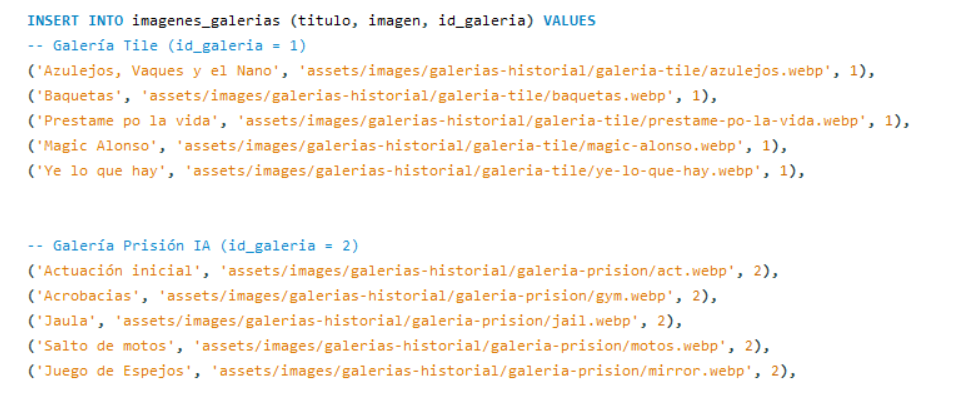 INSERT INTO imagenes_galerias (titulo, imagen, id_galeria) VALUES
-- Galería Tile (id_galeria = 1)
('Azulejos, Vaques y el Nano', 'assets/images/galerias-historial/galeria-tile/azulejos.webp', 1),
('Baquetas', 'assets/images/galerias-historial/galeria-tile/baquetas.webp', 1),
('Prestame po la vida', 'assets/images/galerias-historial/galeria-tile/prestame-po-la-vida.webp', 1),
('Magic Alonso', 'assets/images/galerias-historial/galeria-tile/magic-alonso.webp', 1),
('Ye lo que hay', 'assets/images/galerias-historial/galeria-tile/ye-lo-que-hay.webp', 1),
-- Galería Prisión IA (id_galeria = 2)
('Actuación inicial', 'assets/images/galerias-historial/galeria-prision/act.webp', 2),
('Acrobacias', 'assets/images/galerias-historial/galeria-prision/gym.webp', 2),
('Jaula', 'assets/images/galerias-historial/galeria-prision/jail.webp', 2),
('Salto de motos', 'assets/images/galerias-historial/galeria-prision/motos.webp', 2),
('Juego de Espejos', 'assets/images/galerias-historial/galeria-prision/mirror.webp', 2),